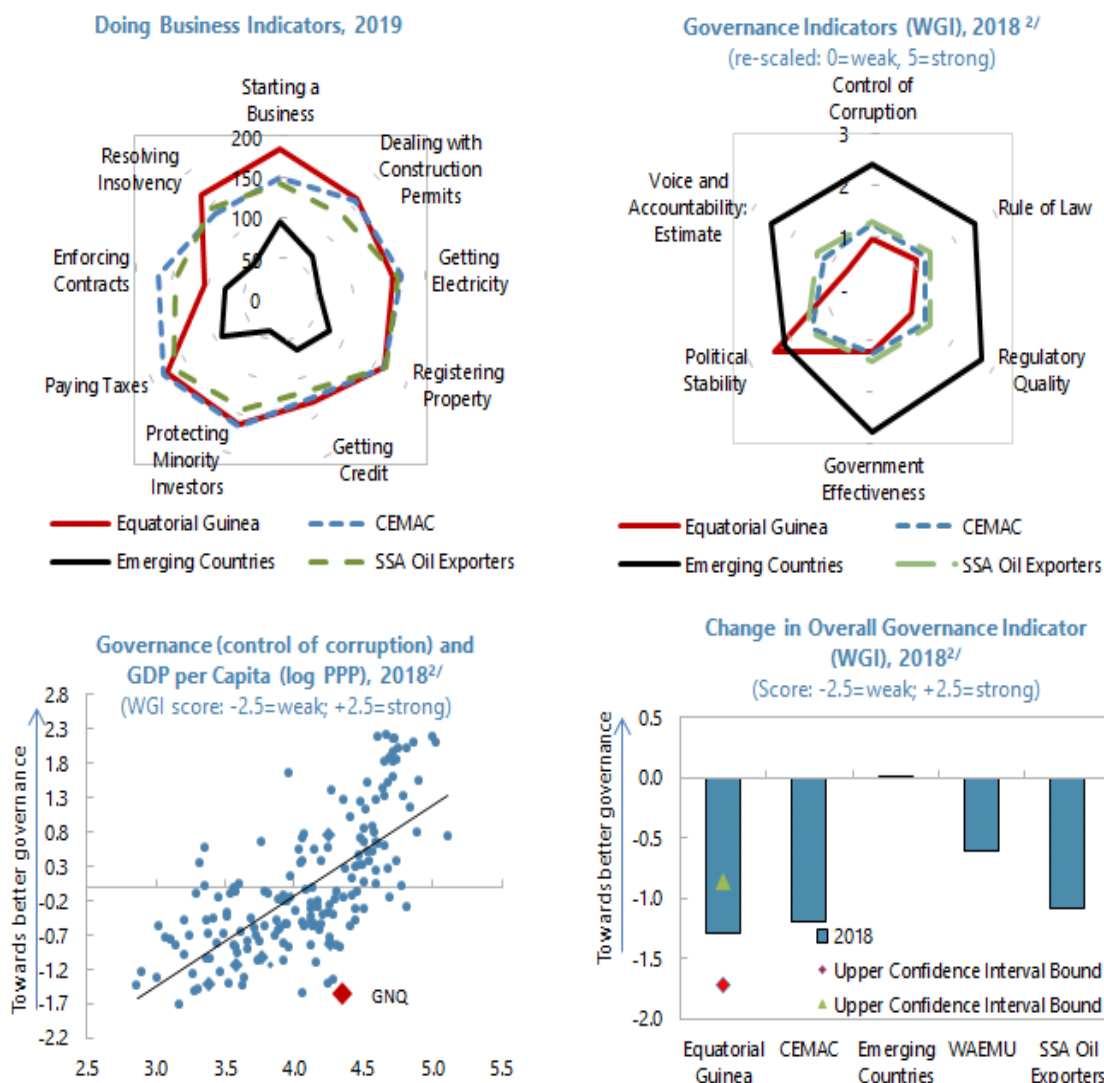 Doing Business Indicators, 2019
Starting a
Business
200
150
100
50
0
Dealing with
Construction
Permits
Getting
Electricity
Registering
Property
Getting
Credit
Protecting
Minority
Investors
Paying Taxes
Enforcing
Contracts
Resolving
Insolvency
Equatorial Guinea
CEMAC
Emerging Countries
SSA Oil Exporters
Governance Indicators (WGI), 2018 2/
(re-scaled: 0=weak, 5=strong)
Control of
Corruption
3
2
1
-
Rule of Law
Regulatory
Quality
Government
Effectiveness
Political
Stability
Voice and
Accountability:
Estimate
Equatorial Guinea
CEMAC
Emerging Countries
SSA Oil Exporters
Governance (control of corruption) and
GDP per Capita (log PPP), 20182/
(WGI score: -2.5=weak; +2.5=strong)
Towards better governance
2.8
2.3
1.8
1.3
0.8
0.3
-0.2
-0.7
-1.2
-1.7
-2.2
GNQ
2.5 3.0 3.5 4.0 4.5 5.0 5.5
Change in Overall Governance Indicator
(WGI), 20182/
(Score: -2.5=weak; +2.5=strong)
Towards better governance
0.5
0.0
-0.5
-1.0
-1.5
-2.0
2018
Upper Confidence Interval Bound
Upper Confidence Interval Bound
Equatorial
Guinea
CEMAC
Emerging
Countries
WAEMU
SSA Oil
Exporters